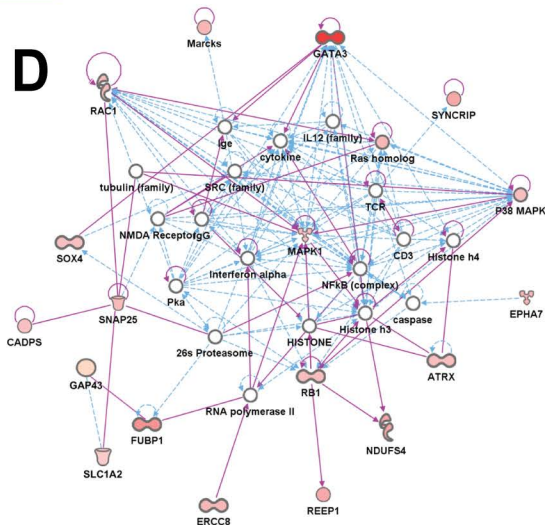 D
Marcks
GATA3
RAC1
SYNCRIP
Ige
IL12 (family)
cytokine
Ras homolog
tubulin (family)
SRC (family)
TCR
P38 MAPK
NMDA Receptor
IgG
MAPK1
CD3
Histone h4
SOX4
Interferon alpha
NFkB (complex)
Pka
caspase
EPHA7
SNAP25
CADPS
26s Proteasome
HISTONE
Histone h3
GAP43
RB1
ATRX
RNA polymerase II
FUBP1
NDUFS4
SLC1A2
REEP1
ERCC8